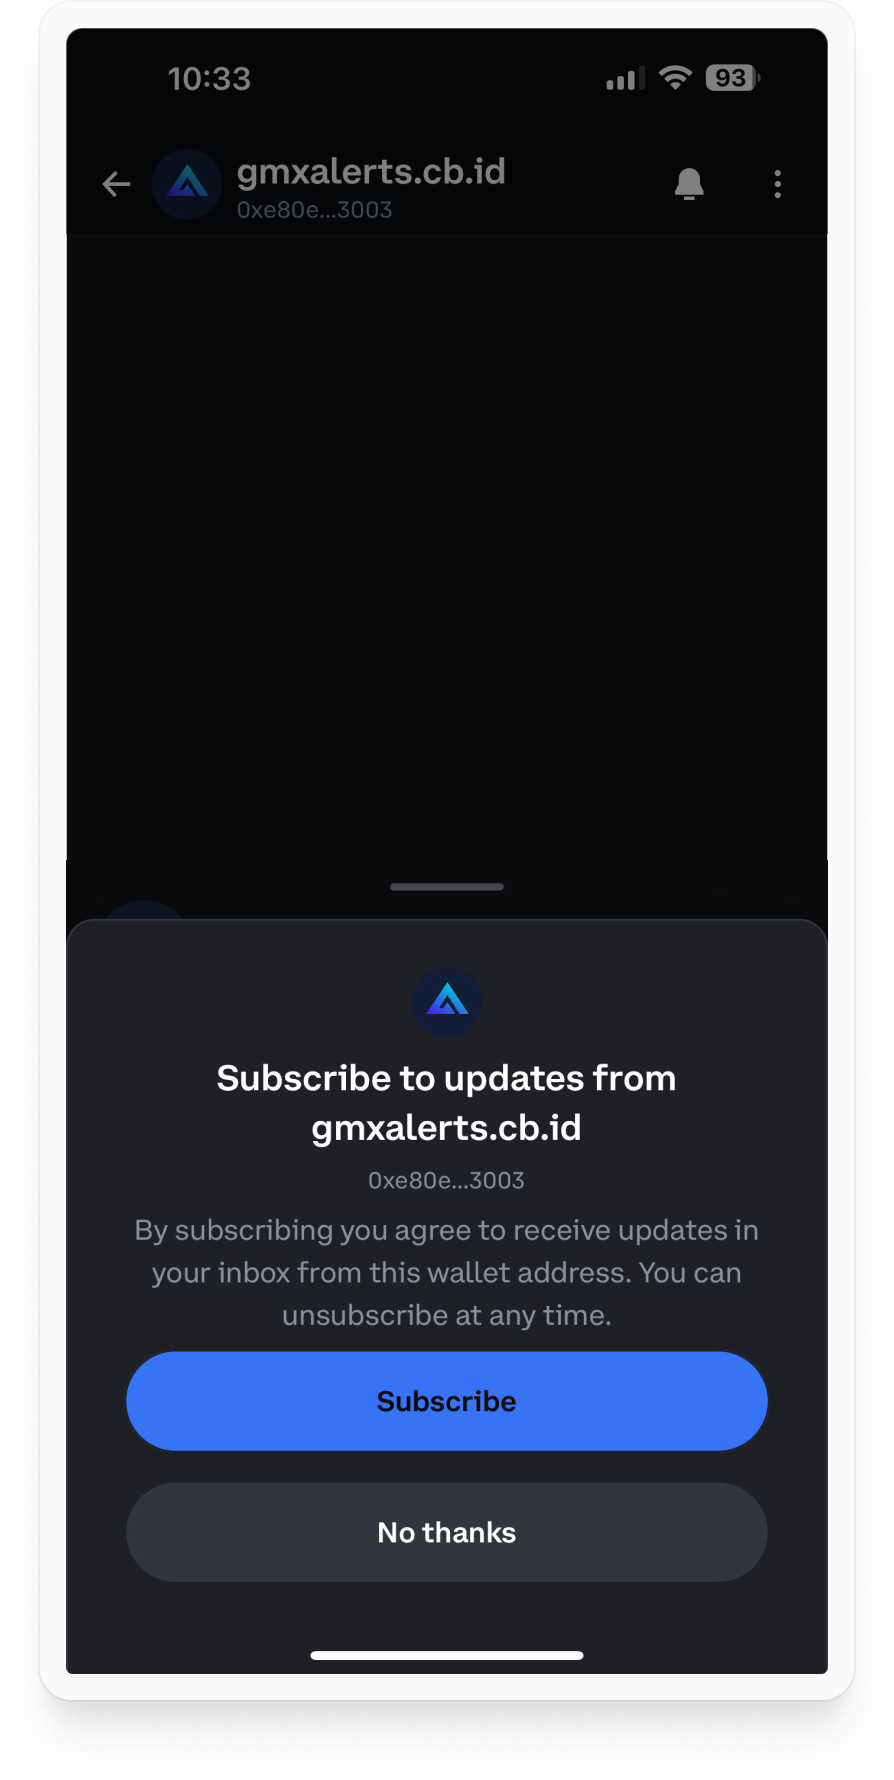 10:33
93
gmxalerts.cb.id
0xe80e...3003
Subscribe to updates from
gmxalerts.cb.id
0xe80e...3003
By subscribing you agree to receive updates in
your inbox from this wallet address. You can
unsubscribe at any time.
Subscribe
No thanks